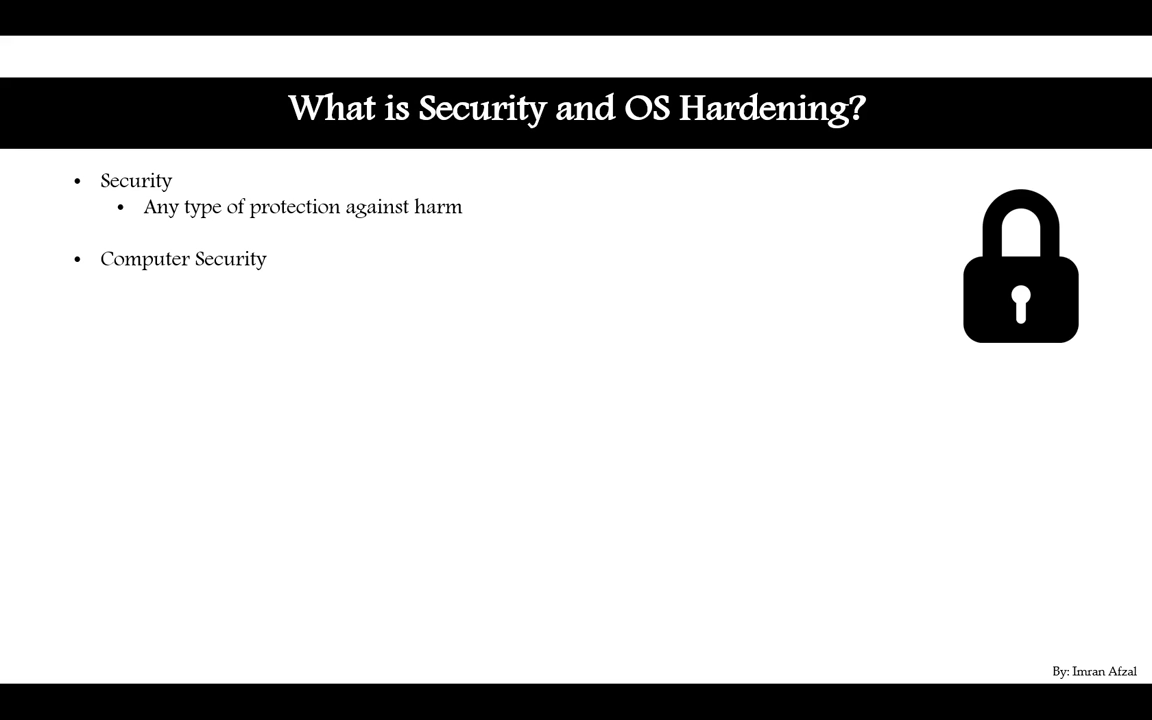 What is Security and OS Hardening?
• Security
• Any type of protection against harm
• Computer Security
By: Imran Afzal